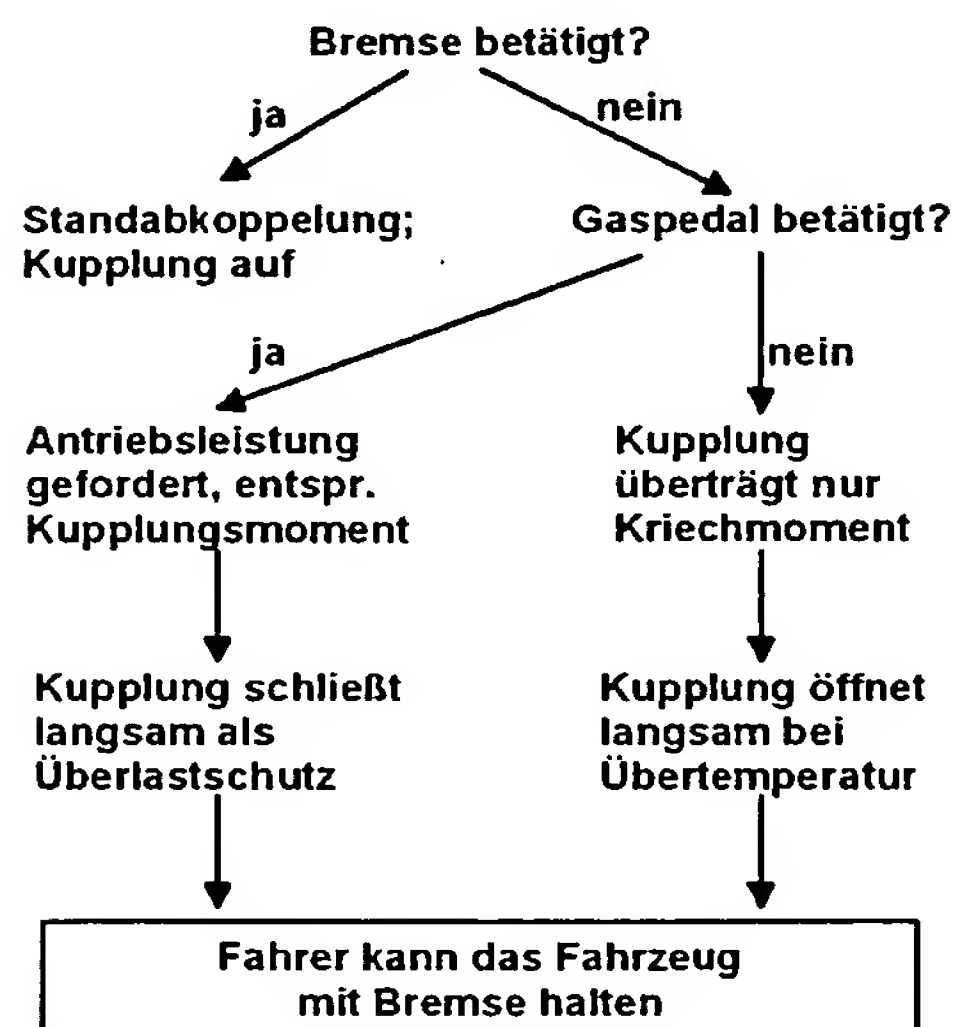 Bremse betätigt?
ja
nein
Standabkoppelung;
Kupplung auf
Gaspedal betätigt?
ja
nein
Antriebsleistung
gefordert, entspr.
Kupplungsmoment
Kupplung
überträgt nur
Kriechmoment
Kupplung schließt
langsam als
Überlastschutz
Kupplung öffnet
langsam bei
Übertemperatur
Fahrer kann das Fahrzeug
mit Bremse halten